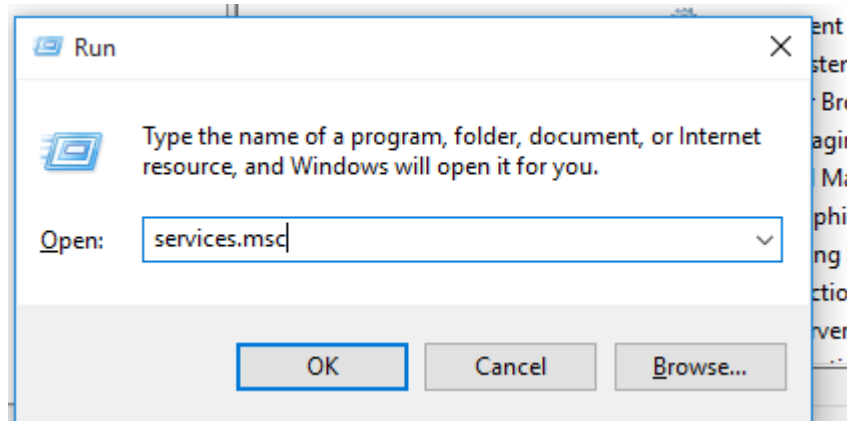 Run
Type the name of a program, folder, document, or Internet
resource, and Windows will open it for you.
Open:
services.msc
OK
Cancel
Browse...